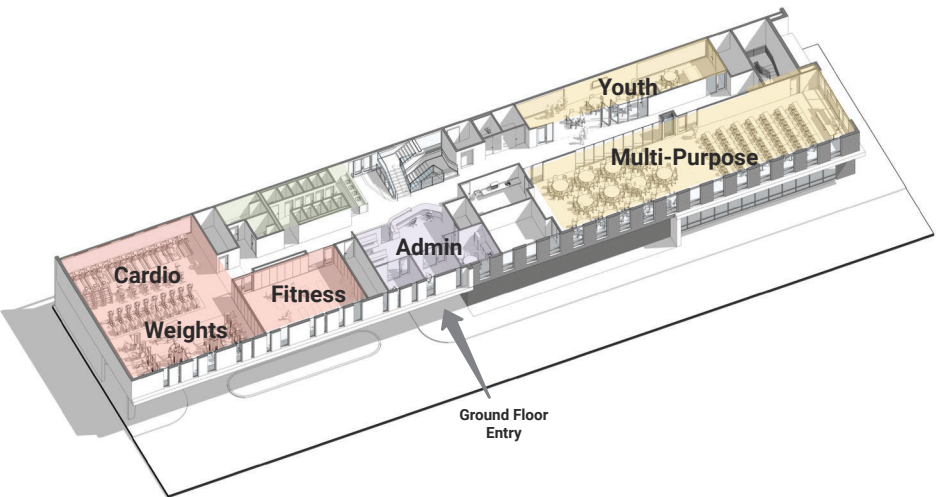 Youth
Multi-Purpose
Admin
Cardio
Fitness
Weights
Ground Floor
Entry